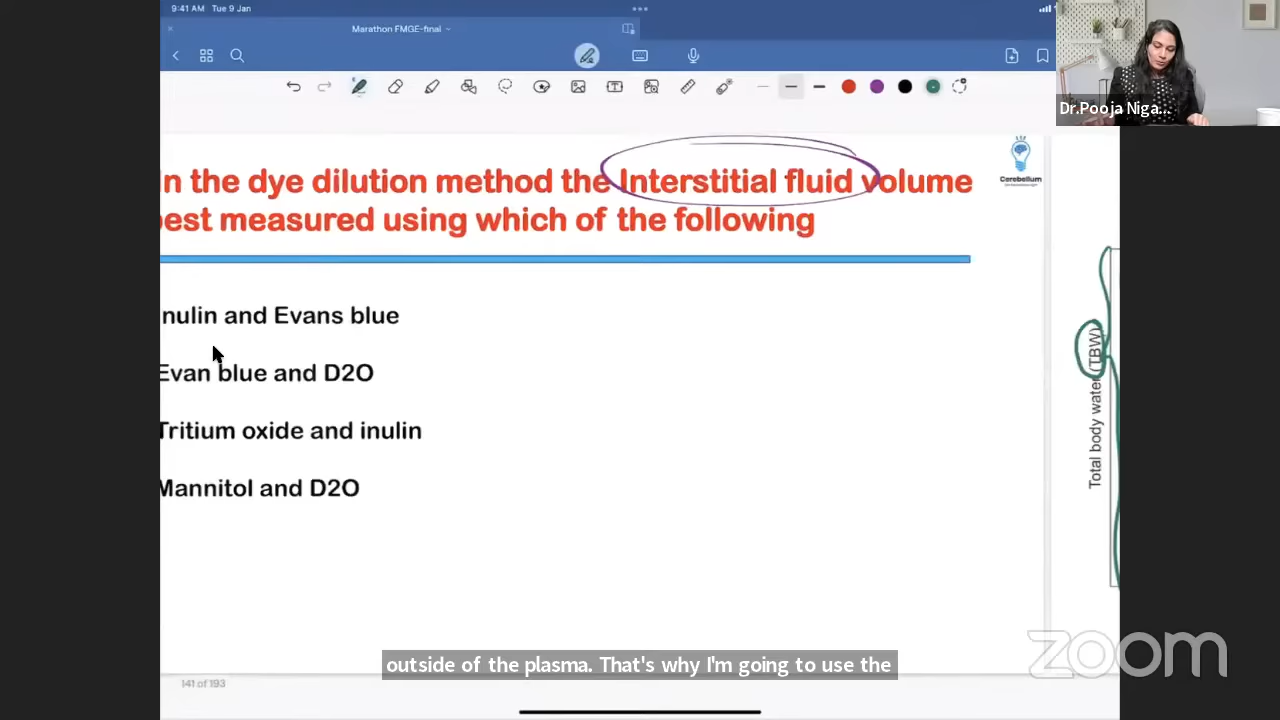 9:41 AM Tue 9 Jan
Marathon FMGE-final
Dr.Pooja Niga...
Cerebellum
In the dye dilution method the Interstitial fluid volume
best measured using which of the following
Inulin and Evans blue
Evan blue and D2O
Tritium oxide and inulin
Mannitol and D2O
Total body water (TBW)
outside of the plasma. That's why I'm going to use the
zoom
141 of 193